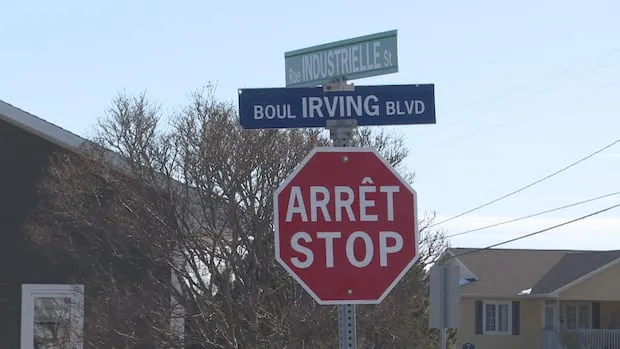 Rue INDUSTRIELLE St
BOUL IRVING BLVD
ARRÊT
STOP